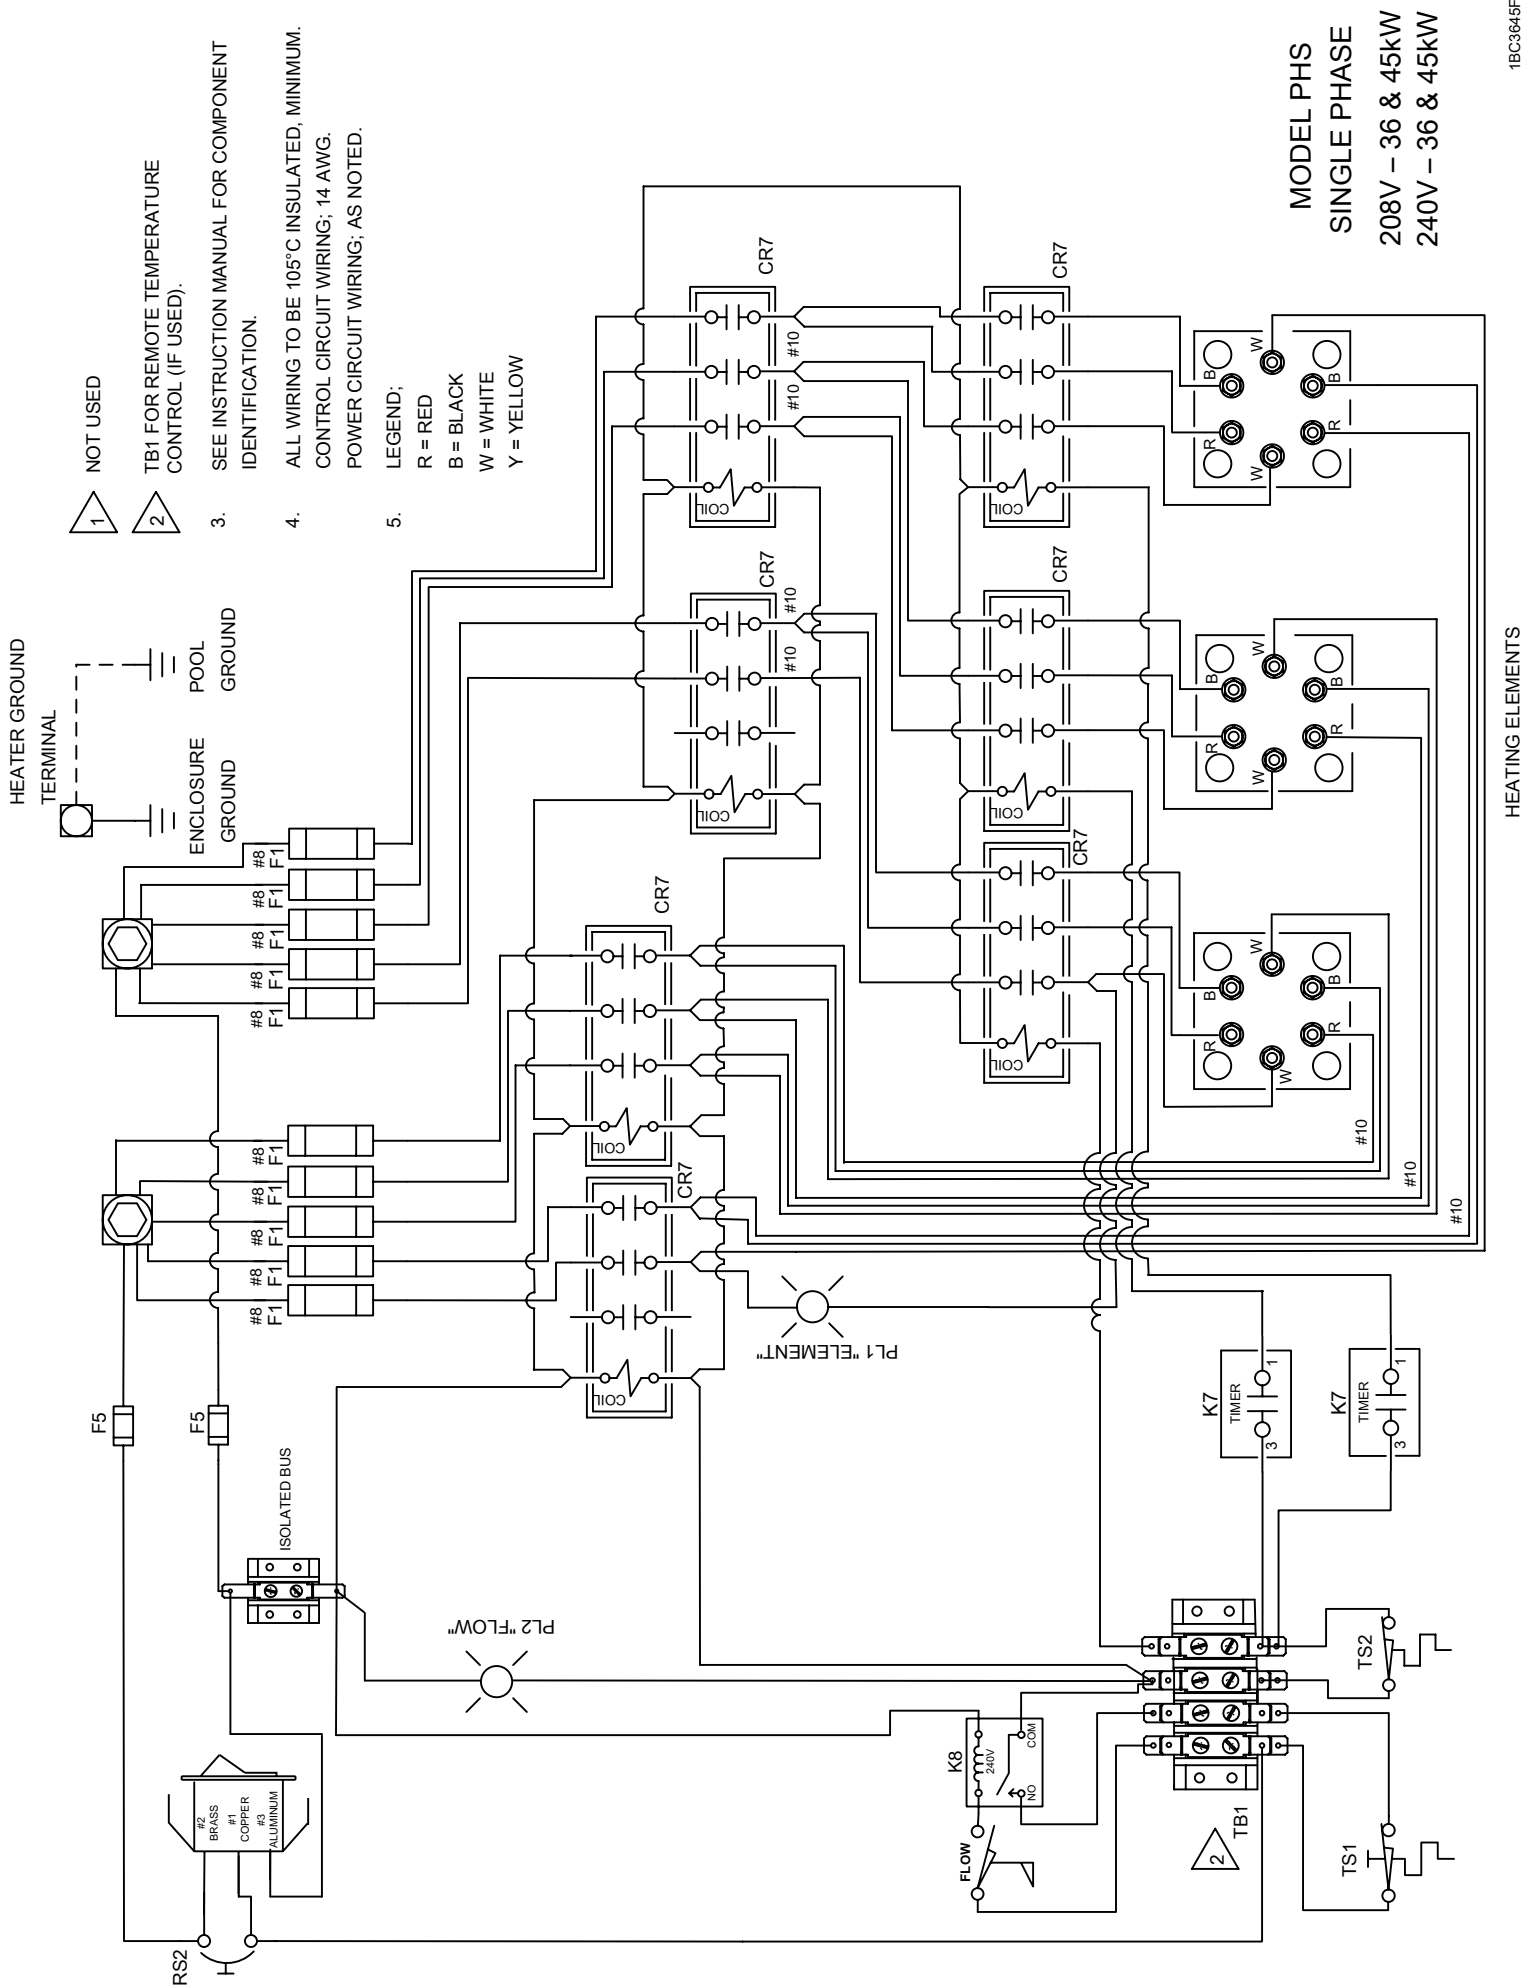 HEATER GROUND
TERMINAL
ENCLOSURE
GROUND
POOL
GROUND
1
NOT USED
2
TB1 FOR REMOTE TEMPERATURE
CONTROL (IF USED).
3.
SEE INSTRUCTION MANUAL FOR COMPONENT
IDENTIFICATION.
4.
ALL WIRING TO BE 105°C INSULATED, MINIMUM.
CONTROL CIRCUIT WIRING; 14 AWG.
POWER CIRCUIT WIRING; AS NOTED.
5.
LEGEND;
R = RED
B = BLACK
W = WHITE
Y = YELLOW
#8
F1
#8
F1
#8
F1
#8
F1
#8
F1
#8
F1
#8
F1
#8
F1
#8
F1
#8
F1
F5
F5
ISOLATED BUS
RS2
#2
BRASS
#1
COPPER
#3
ALUMINUM
PL2 "FLOW"
PL1 "ELEMENT"
COIL
CR7
COIL
CR7
COIL
CR7
COIL
CR7
#10
#10
#10
#10
COIL
CR7
COIL
CR7
COIL
CR7
FLOW
K8
240V
NO
COM
2
TB1
TS1
TS2
K7
TIMER
3
1
K7
TIMER
3
1
R
B
W
W
R
B
R
B
W
W
R
B
R
B
W
W
R
B
#10
#10
#10
HEATING ELEMENTS
MODEL PHS
SINGLE PHASE
208V – 36 & 45kW
240V – 36 & 45kW
1BC3645F